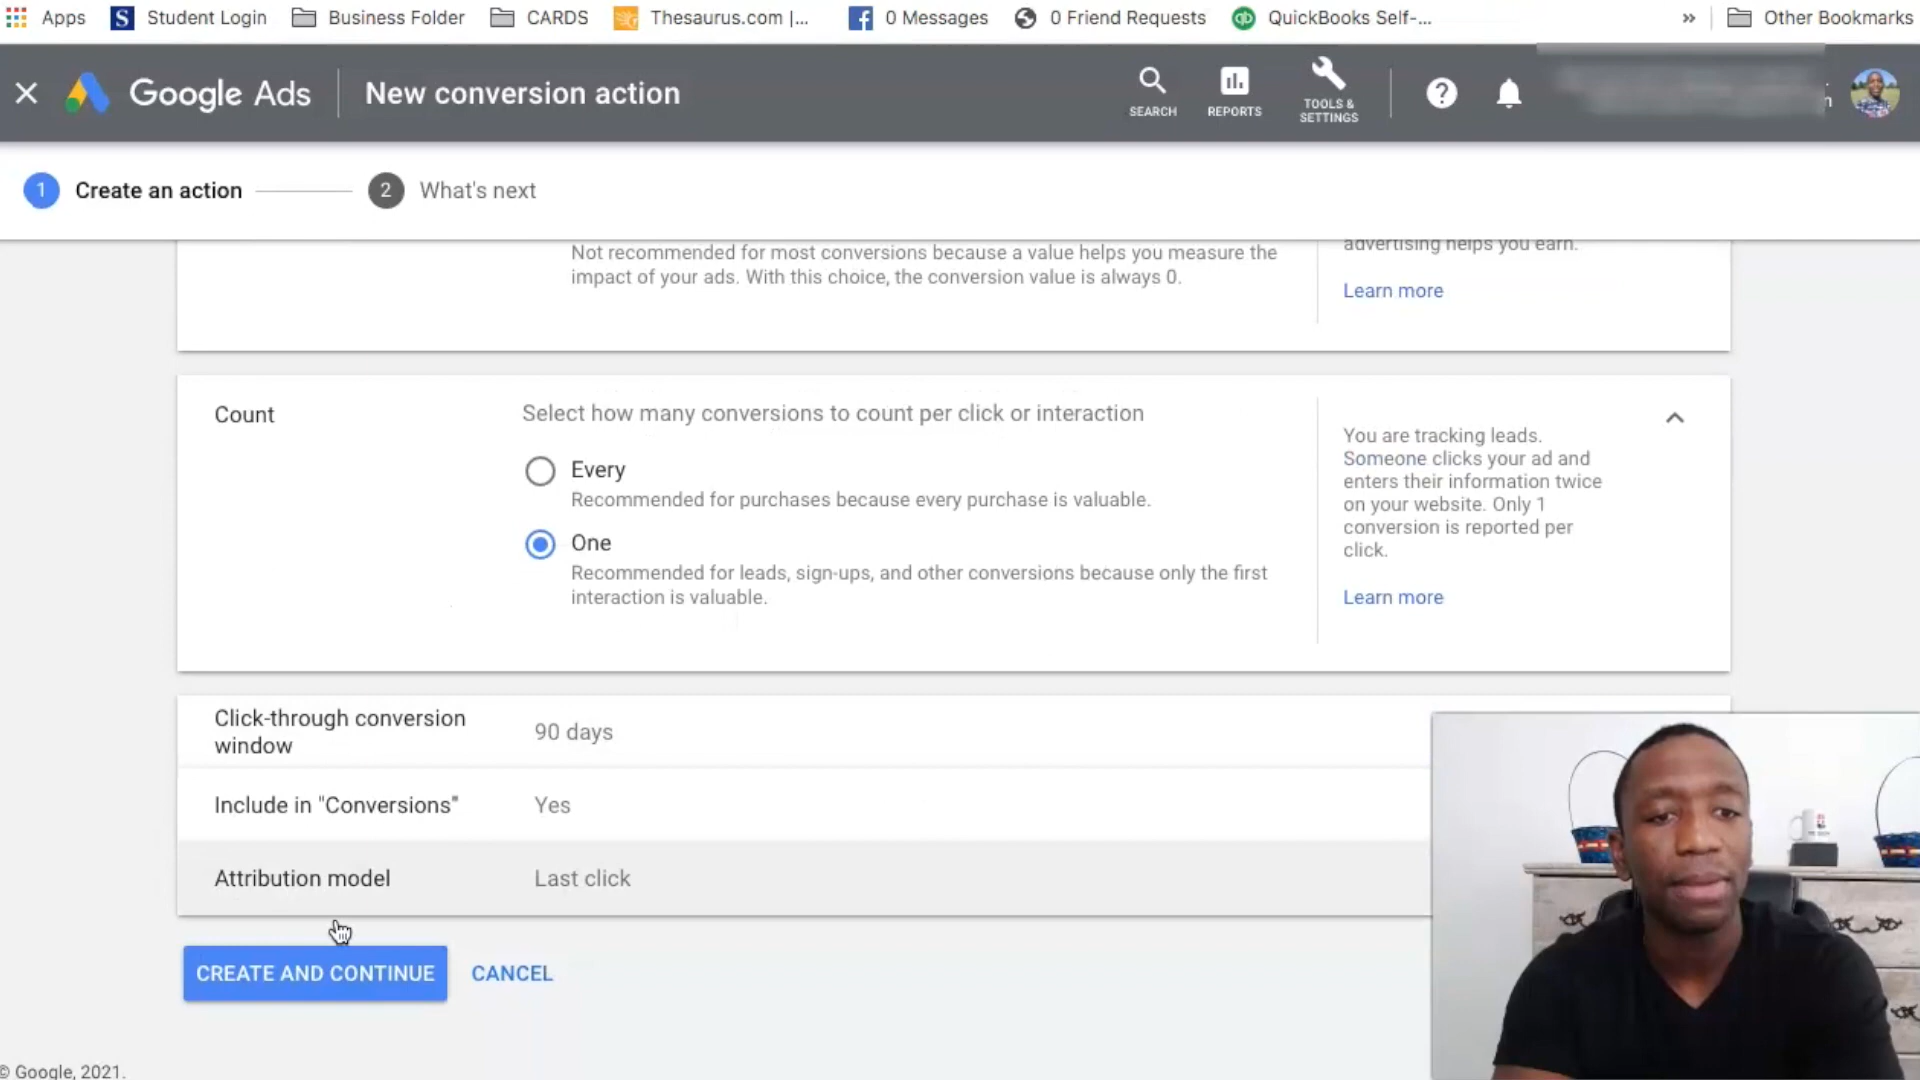 Apps Student Login Business Folder CARDS Thesaurus.com |... 0 Messages 0 Friend Requests QuickBooks Self-... » Other Bookmarks
Google Ads New conversion action SEARCH REPORTS TOOLS & SETTINGS
1 Create an action 2 What's next
Not recommended for most conversions because a value helps you measure the
impact of your ads. With this choice, the conversion value is always 0.
advertising helps you earn.
Learn more
Count
Select how many conversions to count per click or interaction
Every
Recommended for purchases because every purchase is valuable.
One
Recommended for leads, sign-ups, and other conversions because only the first
interaction is valuable.
You are tracking leads.
Someone clicks your ad and
enters their information twice
on your website. Only 1
conversion is reported per
click.
Learn more
Click-through conversion
window
90 days
Include in "Conversions" Yes
Attribution model Last click
CREATE AND CONTINUE CANCEL
© Google, 2021.